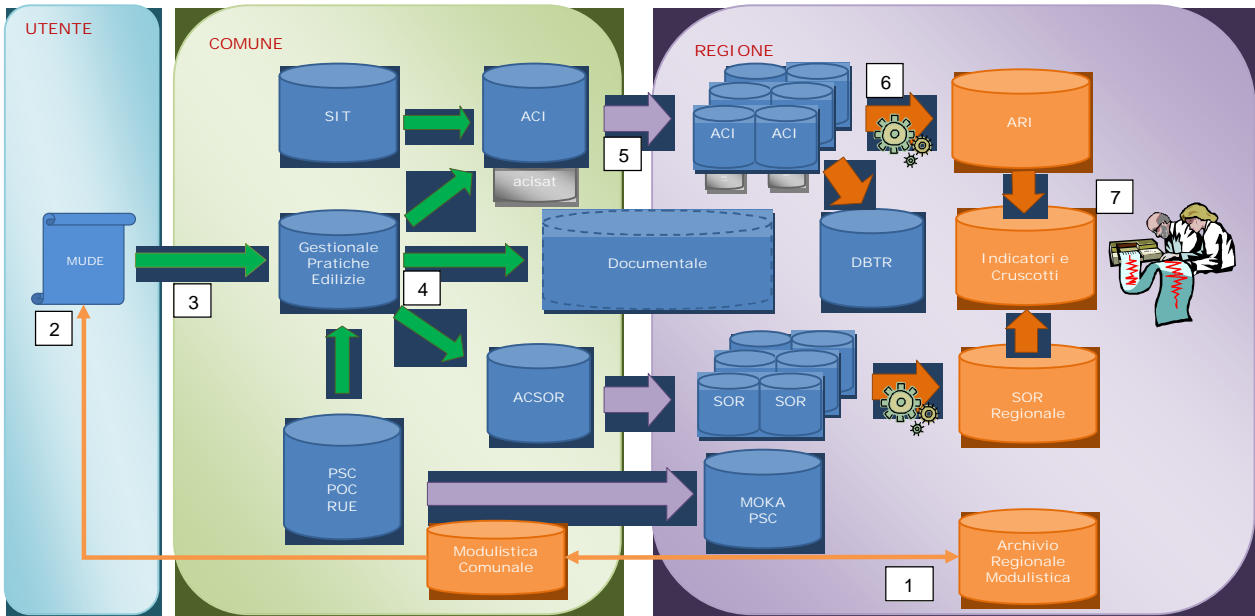 UTENTE
COMUNE
REGIONE
SIT
ACI
acisat
5
ACI
ACI
6
ARI
7
MUDE
2
3
Gestionale
Pratiche
Edilizie
4
Documentale
DBTR
Indicatori e
Cruscotti
ACSOR
SOR
SOR
SOR
Regionale
PSC
POC
RUE
MOKA
PSC
Modulistica
Comunale
1
Archivio
Regionale
Modulistica